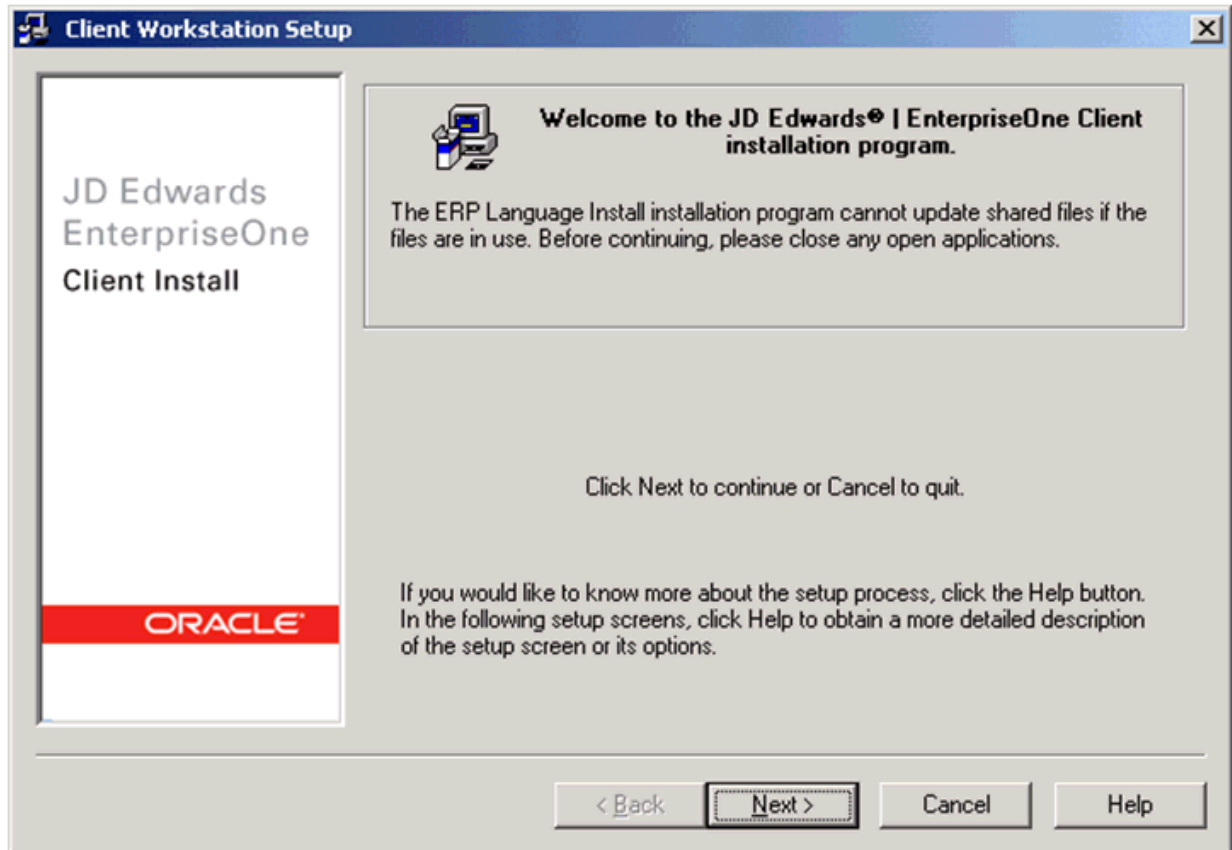 Client Workstation Setup
JD Edwards
EnterpriseOne
Client Install
ORACLE
Welcome to the JD Edwards® | EnterpriseOne Client
installation program.
The ERP Language Install installation program cannot update shared files if the
files are in use. Before continuing, please close any open applications.
Click Next to continue or Cancel to quit.
If you would like to know more about the setup process, click the Help button.
In the following setup screens, click Help to obtain a more detailed description
of the setup screen or its options.
< Back Next > Cancel Help